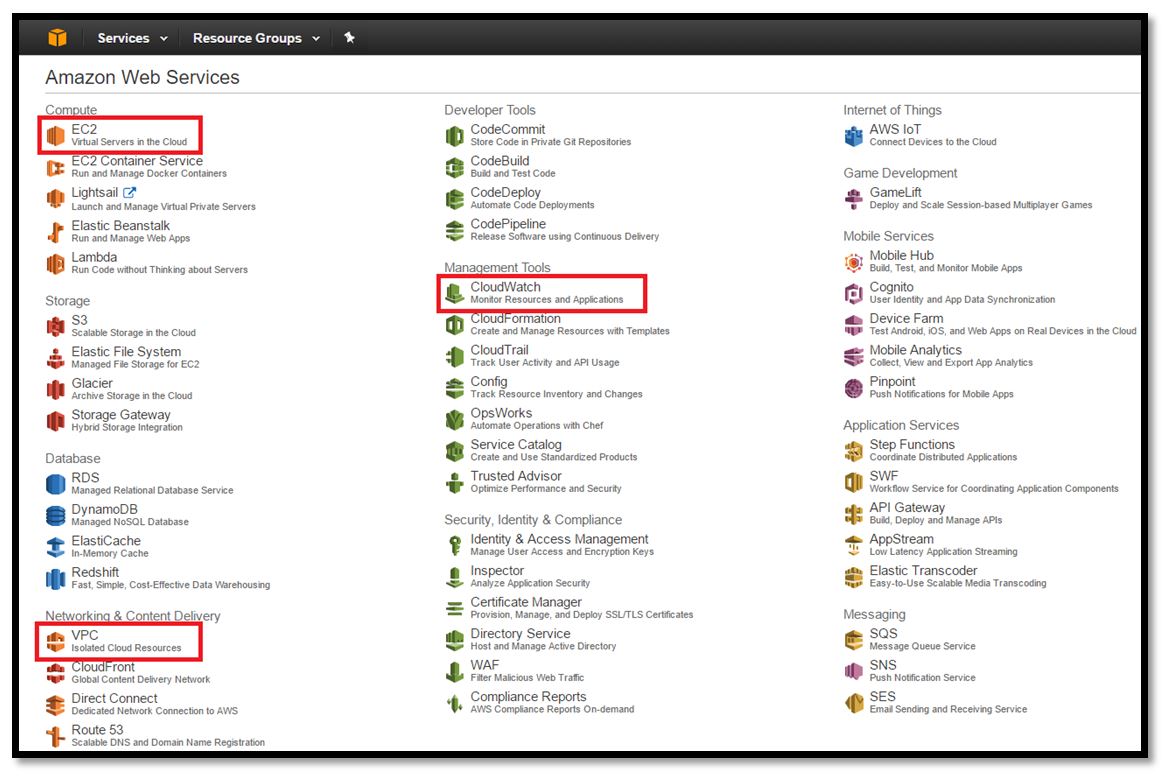 Services
Resource Groups
Amazon Web Services
Compute
EC2
Virtual Servers in the Cloud
EC2 Container Service
Run and Manage Docker Containers
Lightsail
Launch and Manage Virtual Private Servers
Elastic Beanstalk
Run and Manage Web Apps
Lambda
Run Code without Thinking about Servers
Storage
S3
Scalable Storage in the Cloud
Elastic File System
Managed File Storage for EC2
Glacier
Archive Storage in the Cloud
Storage Gateway
Hybrid Storage Integration
Database
RDS
Managed Relational Database Service
DynamoDB
Managed NoSQL Database
ElastiCache
In-Memory Cache
Redshift
Fast, Simple, Cost-Effective Data Warehousing
Networking & Content Delivery
VPC
Isolated Cloud Resources
CloudFront
Global Content Delivery Network
Direct Connect
Dedicated Network Connection to AWS
Route 53
Scalable DNS and Domain Name Registration
Developer Tools
CodeCommit
Store Code in Private Git Repositories
CodeBuild
Build and Test Code
CodeDeploy
Automate Code Deployments
CodePipeline
Release Software using Continuous Delivery
Management Tools
CloudWatch
Monitor Resources and Applications
CloudFormation
Create and Manage Resources with Templates
CloudTrail
Track User Activity and API Usage
Config
Track Resource Inventory and Changes
OpsWorks
Automate Operations with Chef
Service Catalog
Create and Use Standardized Products
Trusted Advisor
Optimize Performance and Security
Security, Identity & Compliance
Identity & Access Management
Manage User Access and Encryption Keys
Inspector
Analyze Application Security
Certificate Manager
Provision, Manage, and Deploy SSL/TLS Certificates
Directory Service
Host and Manage Active Directory
WAF
Filter Malicious Web Traffic
Compliance Reports
AWS Compliance Reports On-demand
Internet of Things
AWS IoT
Connect Devices to the Cloud
Game Development
GameLift
Deploy and Scale Session-based Multiplayer Games
Mobile Services
Mobile Hub
Build, Test, and Monitor Mobile Apps
Cognito
User Identity and App Data Synchronization
Device Farm
Test Android, iOS, and Web Apps on Real Devices in the Cloud
Mobile Analytics
Collect, View and Export App Analytics
Pinpoint
Push Notifications for Mobile Apps
Application Services
Step Functions
Coordinate Distributed Applications
SWF
Workflow Service for Coordinating Application Components
API Gateway
Build, Deploy and Manage APIs
AppStream
Low Latency Application Streaming
Elastic Transcoder
Easy-to-Use Scalable Media Transcoding
Messaging
SQS
Message Queue Service
SNS
Push Notification Service
SES
Email Sending and Receiving Service